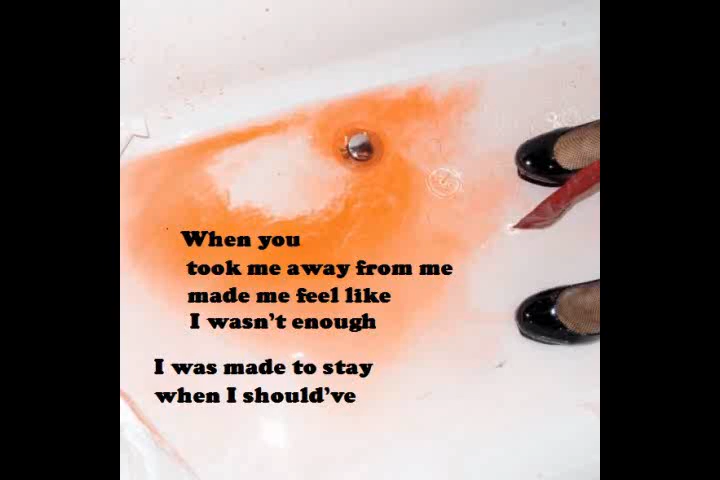 When you
took me away from me
made me feel like
I wasn't enough
I was made to stay
when I should've